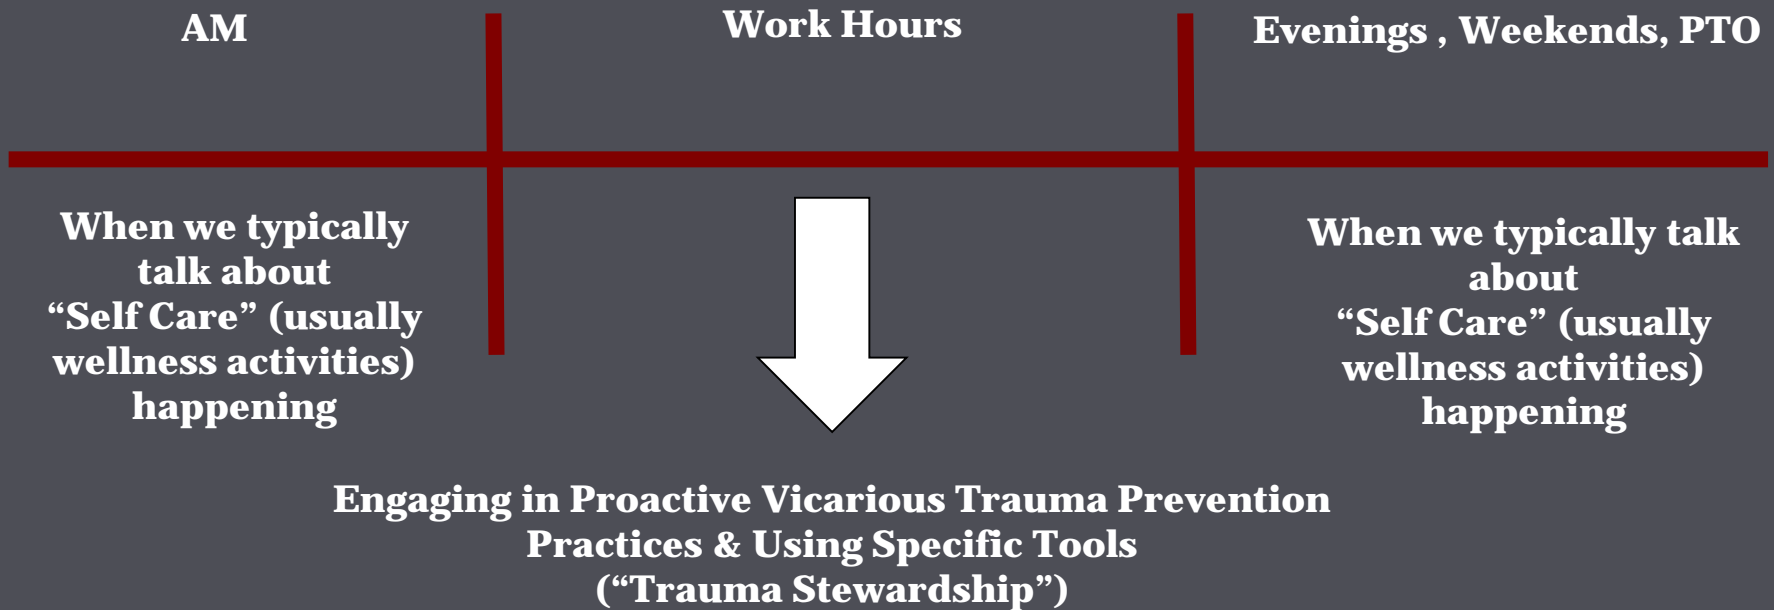 AM
Work Hours
Evenings , Weekends, PTO
When we typically
talk about
“Self Care” (usually
wellness activities)
happening
When we typically talk
about
“Self Care” (usually
wellness activities)
happening
Engaging in Proactive Vicarious Trauma Prevention
Practices & Using Specific Tools
(“Trauma Stewardship”)